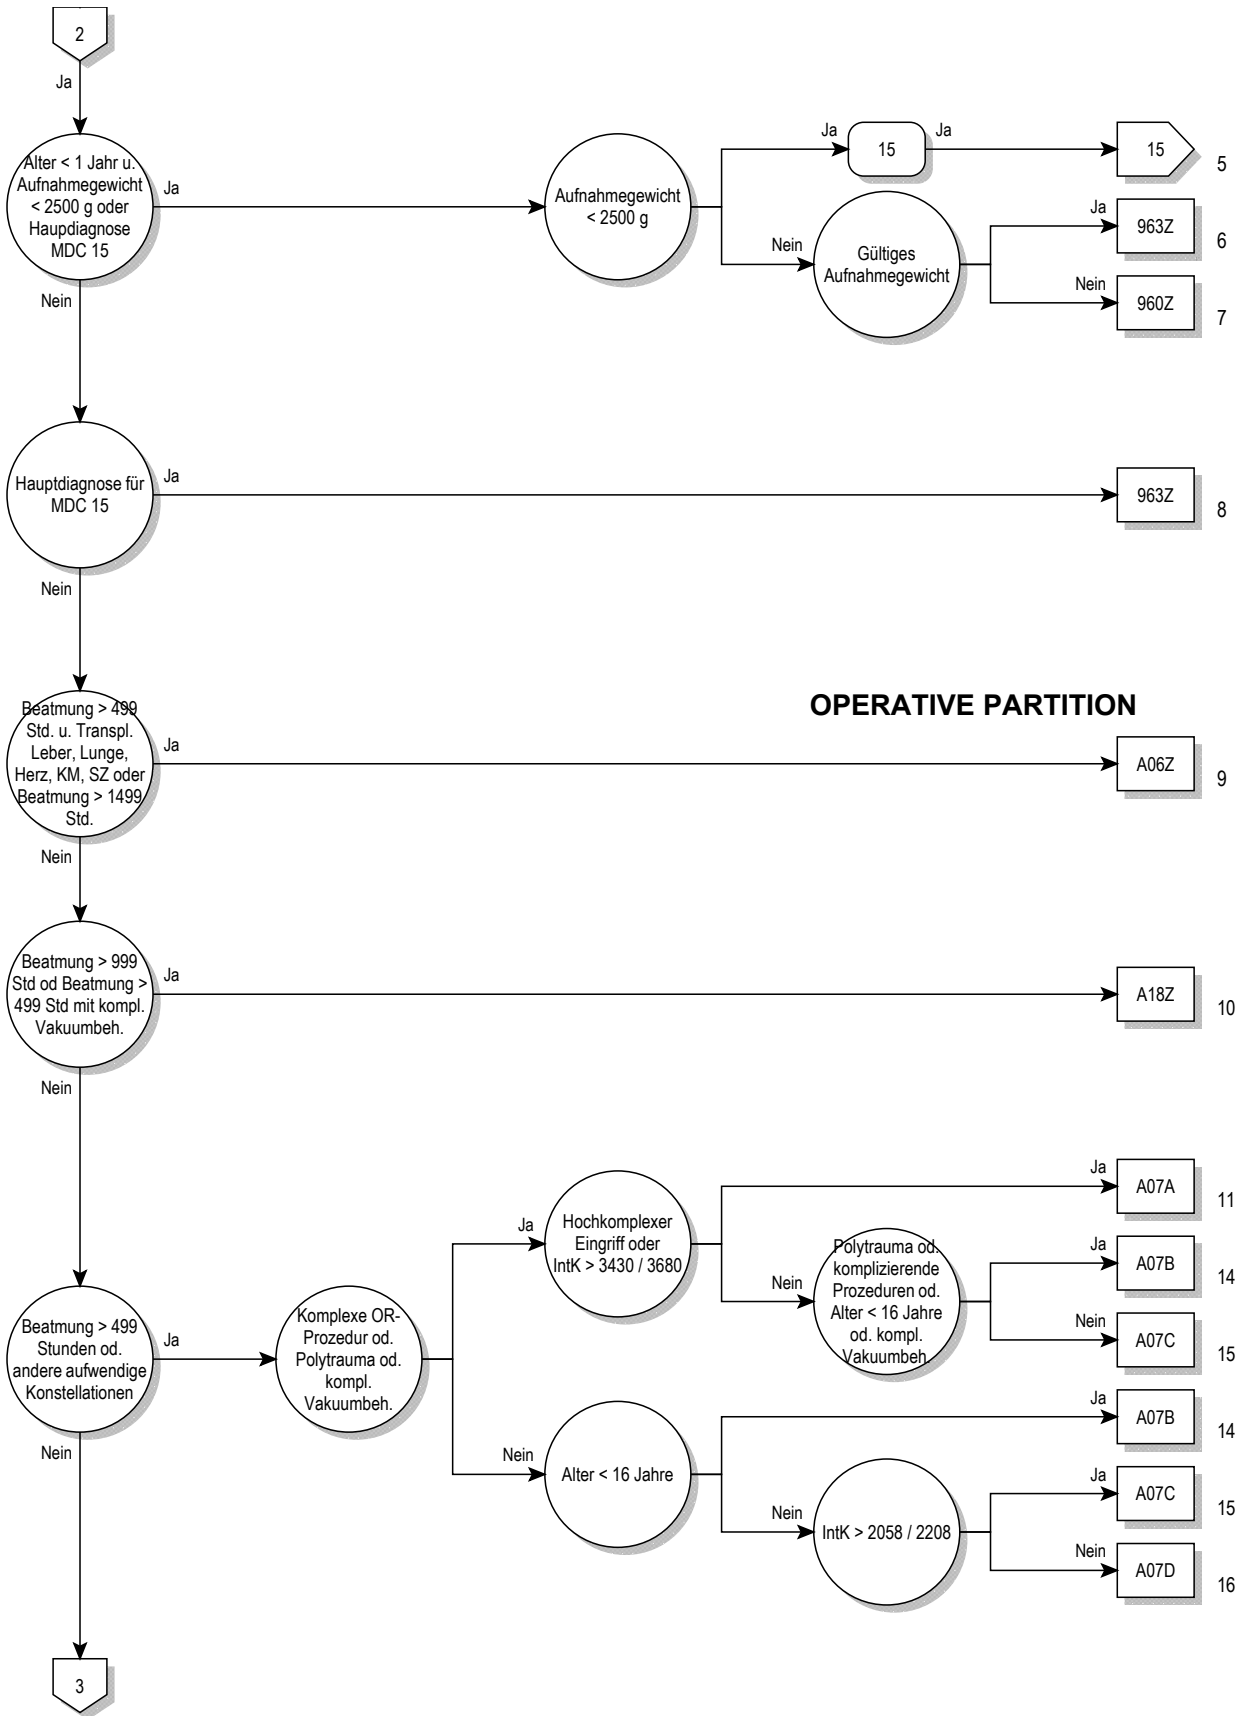 2
Ja
Alter < 1 Jahr u.
Aufnahmegewicht
< 2500 g oder
Haupdiagnose
MDC 15
Ja
Aufnahmegewicht
< 2500 g
Ja
15
Ja
15
5
Nein
Gültiges
Aufnahmegewicht
Ja
963Z
6
Nein
960Z
7
Nein
Hauptdiagnose für
MDC 15
Ja
963Z
8
Nein
OPERATIVE PARTITION
Beatmung > 499
Std. u. Transpl.
Leber, Lunge,
Herz, KM, SZ oder
Beatmung > 1499
Std.
Ja
A06Z
9
Nein
Beatmung > 999
Std od Beatmung >
499 Std mit kompl.
Vakuumbeh.
Ja
A18Z
10
Nein
Beatmung > 499
Stunden od.
andere aufwendige
Konstellationen
Ja
Komplexe OR-
Prozedur od.
Polytrauma od.
kompl.
Vakuumbeh.
Ja
Hochkomplexer
Eingriff oder
IntK > 3430 / 3680
Ja
A07A
11
Nein
Polytrauma od.
komplizierende
Prozeduren od.
Alter < 16 Jahre
od. kompl.
Vakuumbeh.
Ja
A07B
14
Nein
A07C
15
Nein
Alter < 16 Jahre
Ja
A07B
14
Nein
IntK > 2058 / 2208
Ja
A07C
15
Nein
A07D
16
Nein
3